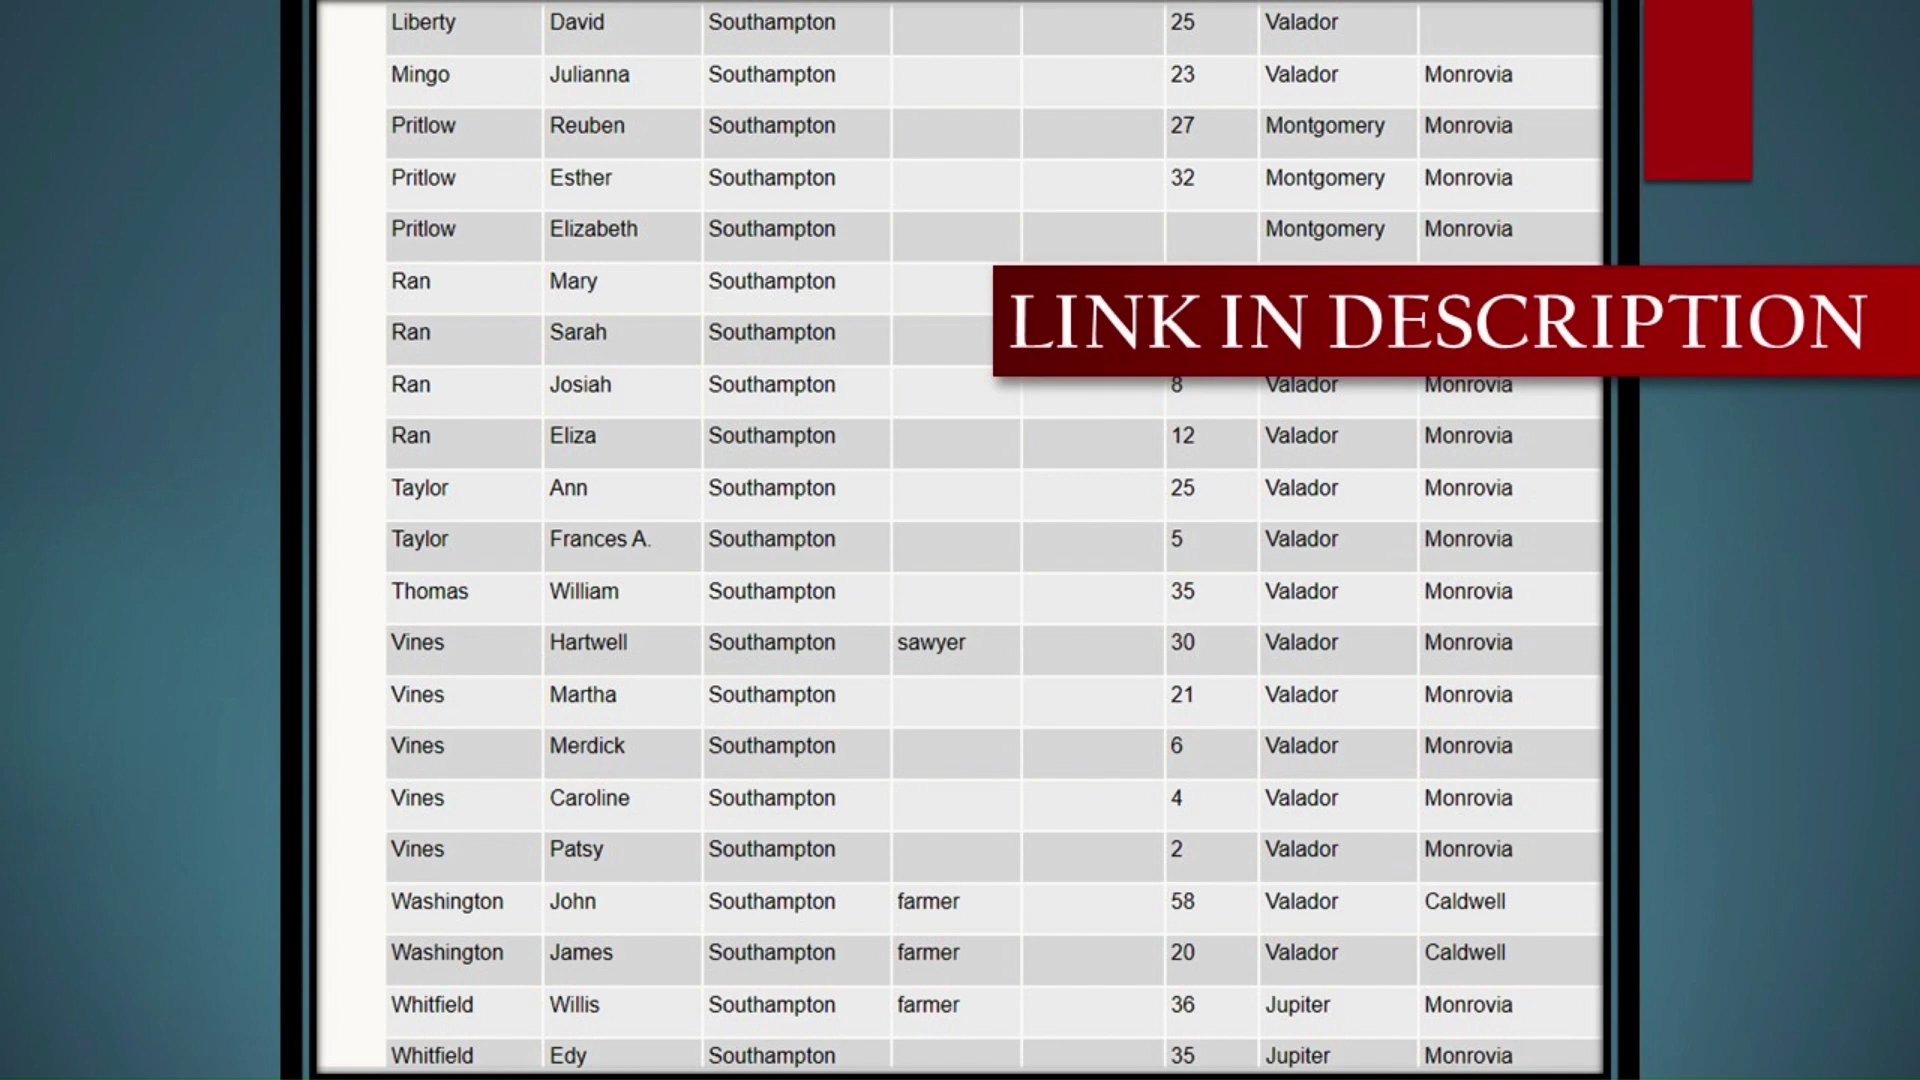 Liberty David Southampton 25 Valador
Mingo Julianna Southampton 23 Valador Monrovia
Pritlow Reuben Southampton 27 Montgomery Monrovia
Pritlow Esther Southampton 32 Montgomery Monrovia
Pritlow Elizabeth Southampton Montgomery Monrovia
Ran Mary Southampton
LINK IN DESCRIPTION
Ran Sarah Southampton
Ran Josiah Southampton 8 Valador Monrovia
Ran Eliza Southampton 12 Valador Monrovia
Taylor Ann Southampton 25 Valador Monrovia
Taylor Frances A. Southampton 5 Valador Monrovia
Thomas William Southampton 35 Valador Monrovia
Vines Hartwell Southampton sawyer 30 Valador Monrovia
Vines Martha Southampton 21 Valador Monrovia
Vines Merdick Southampton 6 Valador Monrovia
Vines Caroline Southampton 4 Valador Monrovia
Vines Patsy Southampton 2 Valador Monrovia
Washington John Southampton farmer 58 Valador Caldwell
Washington James Southampton farmer 20 Valador Caldwell
Whitfield Willis Southampton farmer 36 Jupiter Monrovia
Whitfield Edy Southampton 35 Jupiter Monrovia